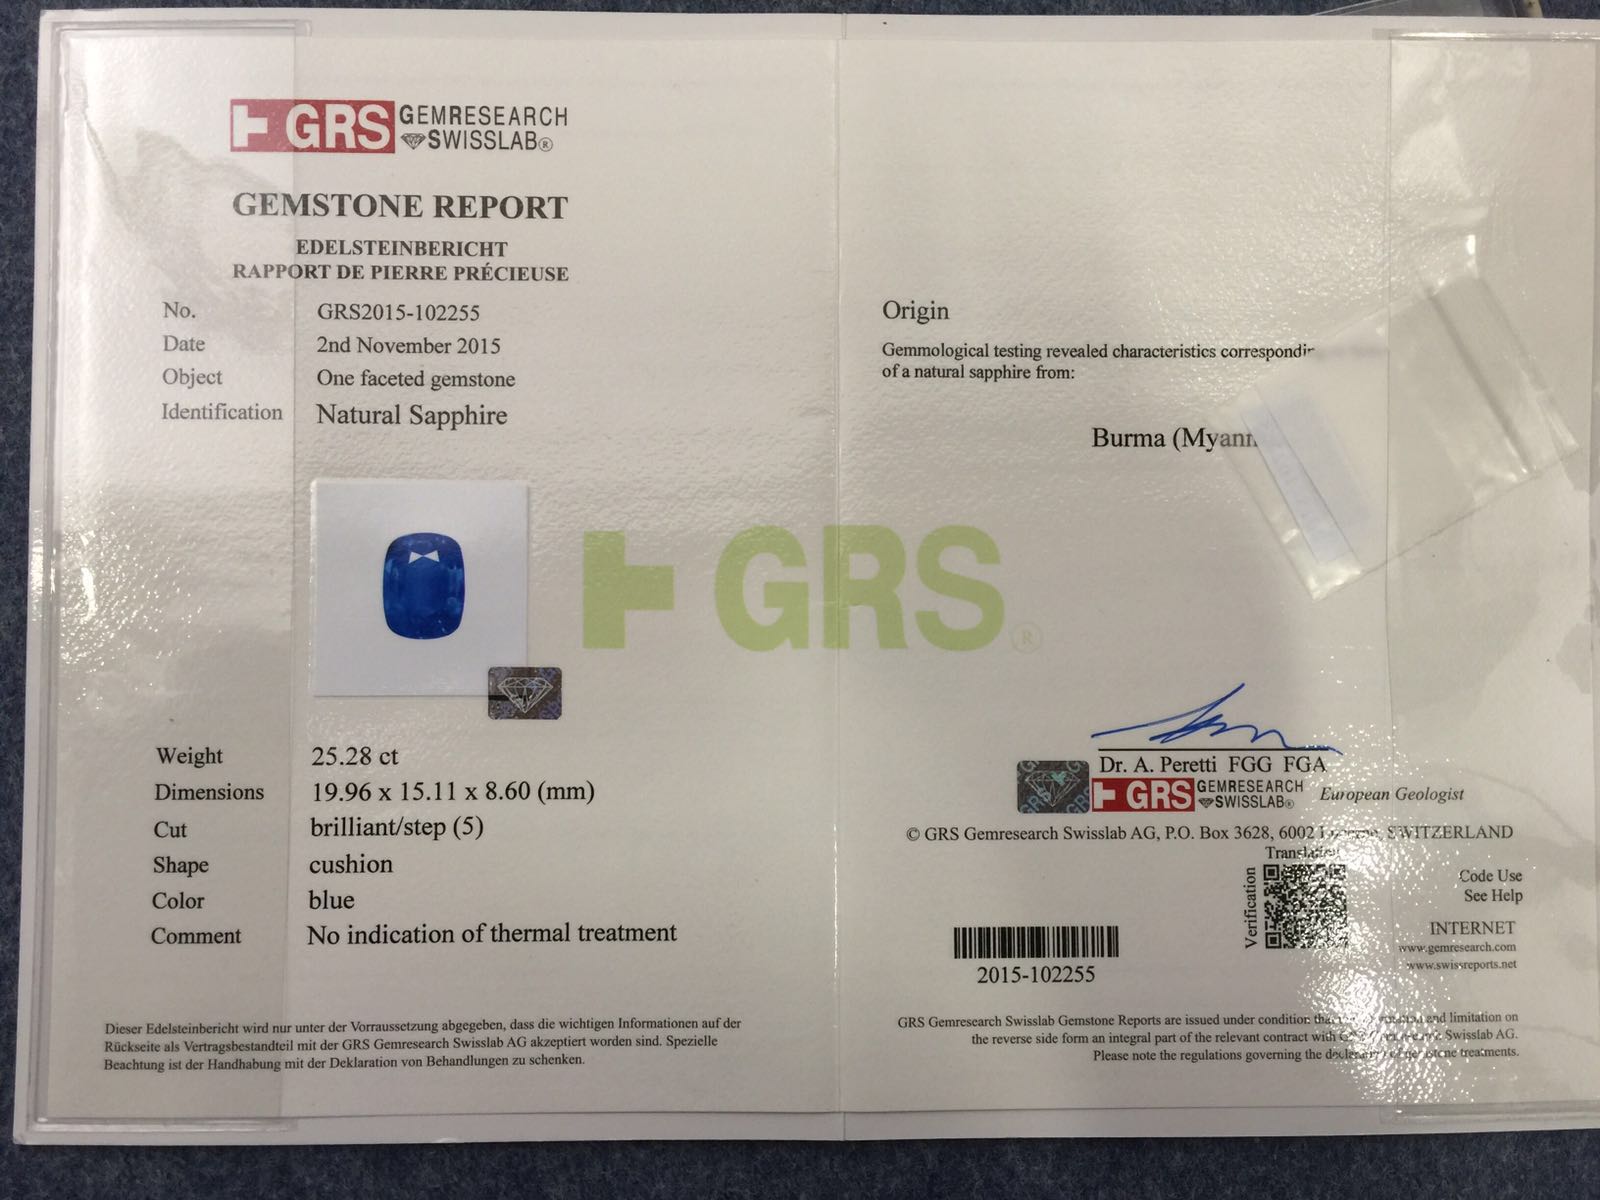 GRS GEMRESEARCH
SWISSLAB®
GEMSTONE REPORT
EDELSTEINBERICHT
RAPPORT DE PIERRE PRÉCIEUSE
No. GRS2015-102255
Date 2nd November 2015
Object One faceted gemstone
Identification Natural Sapphire
Weight 25.28 ct
Dimensions 19.96 x 15.11 x 8.60 (mm)
Cut brilliant/step (5)
Shape cushion
Color blue
Comment No indication of thermal treatment
Dieser Edelsteinbericht wird nur unter der Vorraussetzung abgegeben, dass die wichtigen Informationen auf der
Rückseite als Vertragsbestandteil mit der GRS Gemresearch Swisslab AG akzeptiert worden sind. Spezielle
Beachtung ist der Handhabung mit der Deklaration von Behandlungen zu schenken.
GRS®
Origin
Gemmological testing revealed characteristics
of a natural sapphire from:
Burma
Dr. A. Peretti FGG FGA
GRS GEMRESEARCH
SWISSLAB®
European Geologist
© GRS Gemresearch Swisslab AG, P.O. Box 3628, 6002 SWITZERLAND
Translation
Verification
Code Use
See Help
INTERNET
www.gemresearch.com
www.swissreports.net
2015-102255
GRS Gemresearch Swisslab Gemstone Reports are issued under condition and limitation on
the reverse side form an integral part of the relevant contract with Swisslab AG.
Please note the regulations governing the treatments.